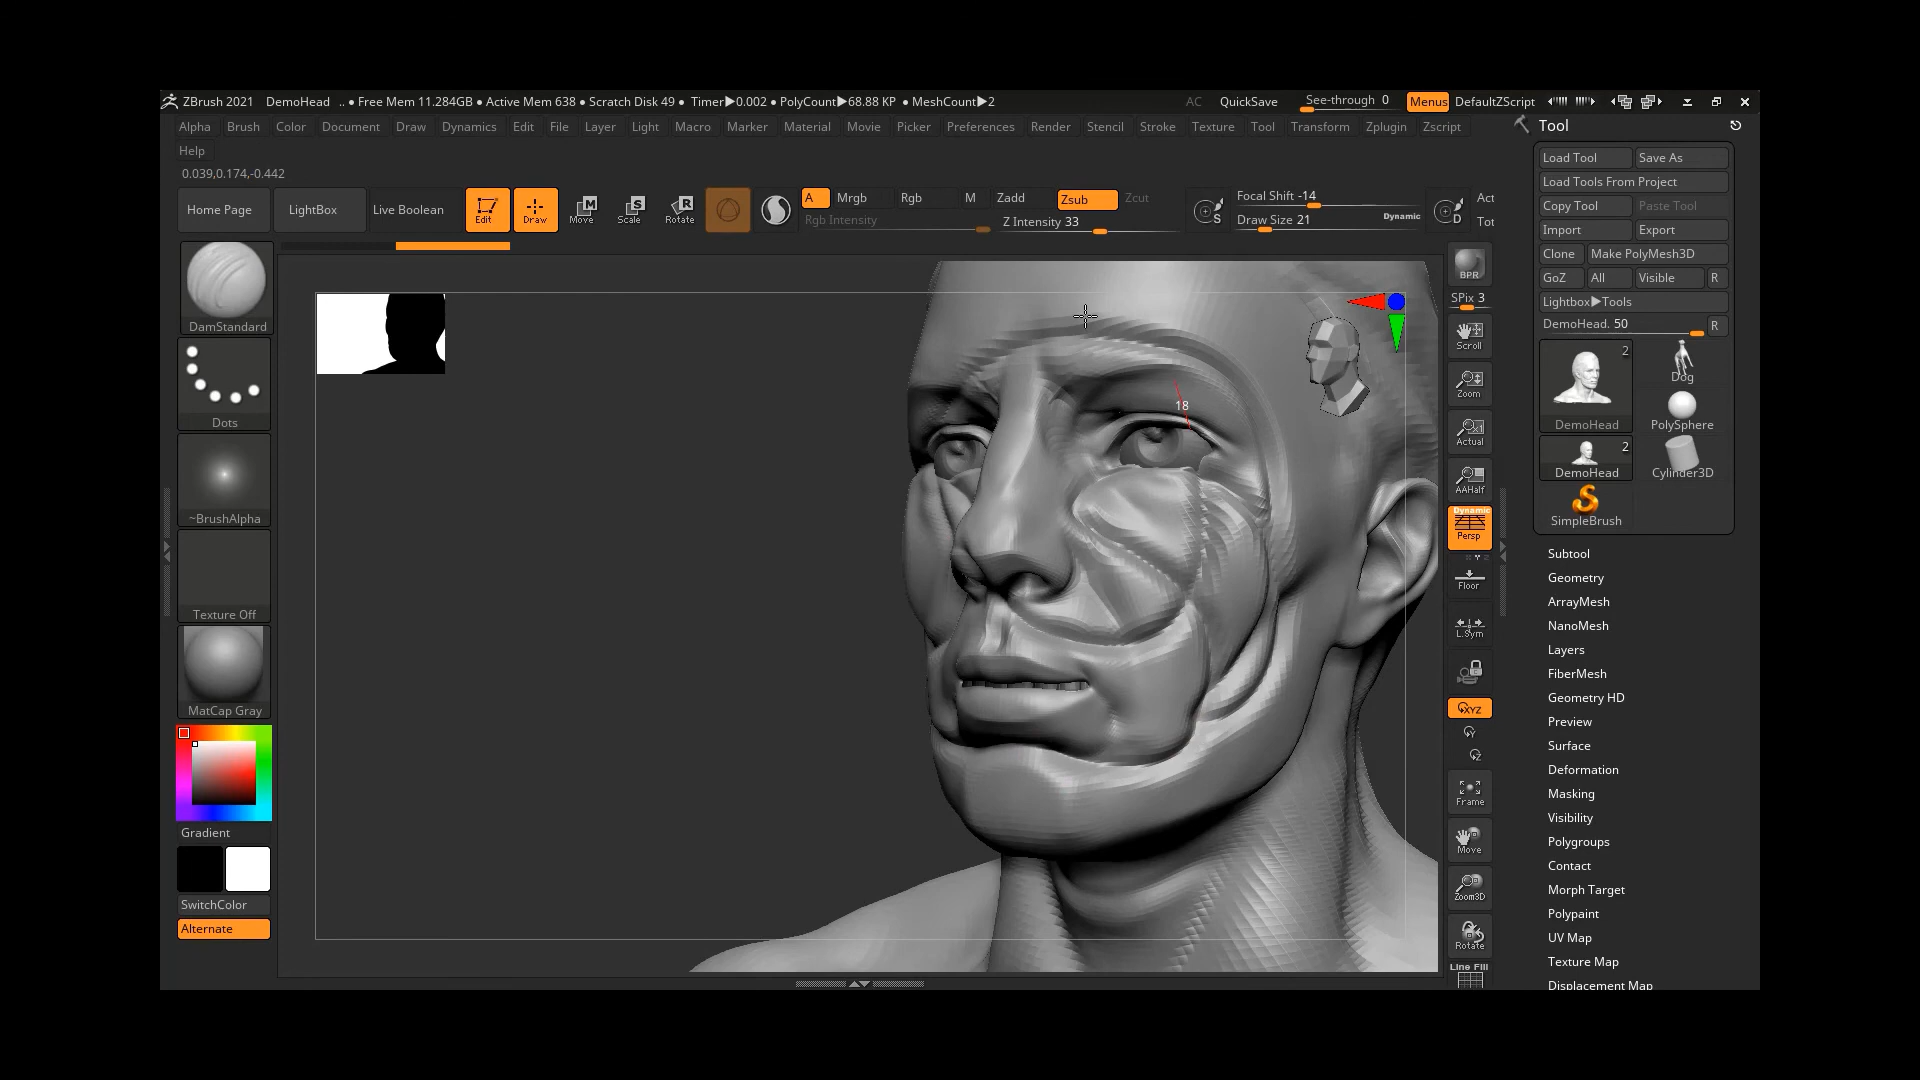 ZBrush 2021 DemoHead .. • Free Mem 11.284GB • Active Mem 638 • Scratch Disk 49 • Timer▶0.002 • PolyCount▶68.88 KP • MeshCount▶2 AC QuickSave See-through 0 Menus DefaultZScript
Alpha Brush Color Document Draw Dynamics Edit File Layer Light Macro Marker Material Movie Picker Preferences Render Stencil Stroke Texture Tool Transform Zplugin Zscript
Help
0.039,0.174,-0.442
Home Page LightBox Live Boolean Edit Draw Move Scale Rotate
M S R
A Mrgb Rgb M Zadd Zsub Zcut
Rgb Intensity Z Intensity 33
S Focal Shift -14
Draw Size 21 Dynamic
D Act
Tot
DamStandard
Dots
~BrushAlpha
Texture Off
MatCap Gray
Gradient
SwitchColor
Alternate
18
BPR
SPix 3
Scroll
Zoom
Actual
AAHalf
Dynamic
Persp
Floor
L.Sym
XYZ
Y
Z
Frame
Move
Zoom3D
Rotate
Line Fill
Tool
Load Tool Save As
Load Tools From Project
Copy Tool Paste Tool
Import Export
Clone Make PolyMesh3D
GoZ All Visible R
Lightbox▶Tools
DemoHead. 50 R
2
DemoHead
Dog
PolySphere
2
DemoHead
Cylinder3D
SimpleBrush
Subtool
Geometry
ArrayMesh
NanoMesh
Layers
FiberMesh
Geometry HD
Preview
Surface
Deformation
Masking
Visibility
Polygroups
Contact
Morph Target
Polypaint
UV Map
Texture Map
Displacement Map